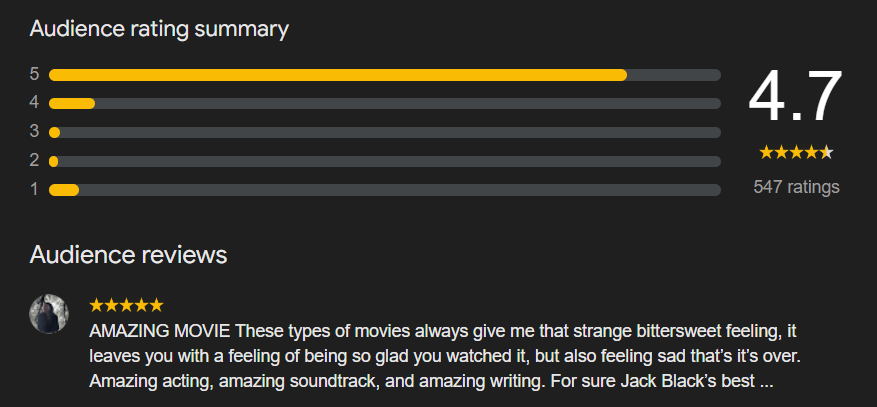 Audience rating summary
5
4
3
2
1
4.7
547 ratings
Audience reviews
AMAZING MOVIE These types of movies always give me that strange bittersweet feeling, it
leaves you with a feeling of being so glad you watched it, but also feeling sad that's it's over.
Amazing acting, amazing soundtrack, and amazing writing. For sure Jack Black's best ...